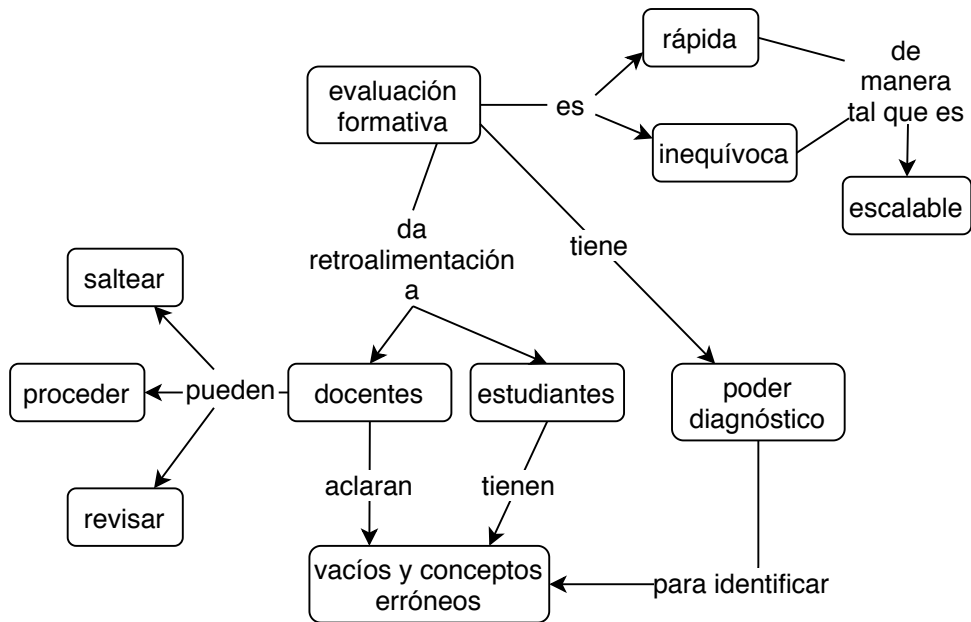 evaluación
formativa
es
rápida
inequívoca
de
manera
tal que es
escalable
da
retroalimentación
a
tiene
saltear
proceder
revisar
pueden
docentes
estudiantes
poder
diagnóstico
aclaran
tienen
vacíos y conceptos
erróneos
para identificar